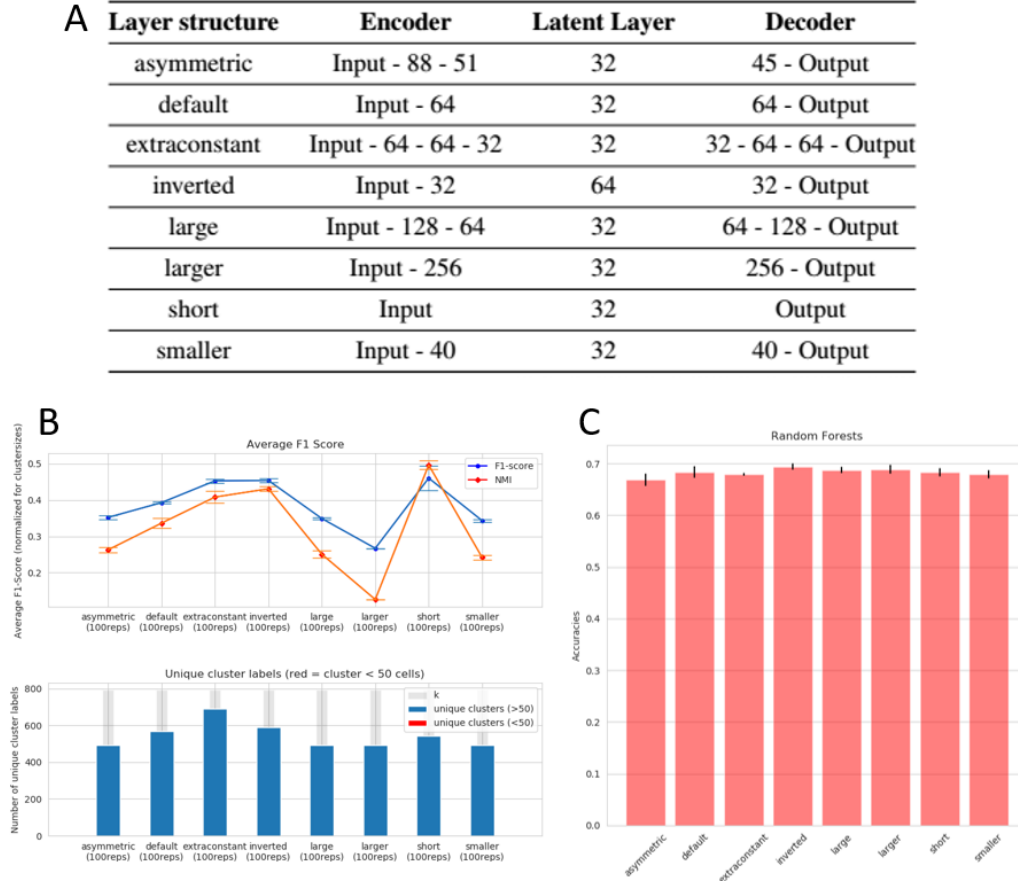 A
Layer structure Encoder Latent Layer Decoder
asymmetric Input - 88 - 51 32 45 - Output
default Input - 64 32 64 - Output
extraconstant Input - 64 - 64 - 32 32 32 - 64 - 64 - Output
inverted Input - 32 64 32 - Output
large Input - 128 - 64 32 64 - 128 - Output
larger Input - 256 32 256 - Output
short Input 32 Output
smaller Input - 40 32 40 - Output
B
Average F1 Score
Average F1-Score (normalized for clustersizes)
0.5
0.4
0.3
0.2
F1-score
NMI
asymmetric default extraconstant inverted large larger short smaller
(100reps) (100reps) (100reps) (100reps) (100reps) (100reps) (100reps) (100reps)
Unique cluster labels (red = cluster < 50 cells)
Number of unique cluster labels
800
600
400
200
0
k
unique clusters (>50)
unique clusters (<50)
asymmetric default extraconstant inverted large larger short smaller
(100reps) (100reps) (100reps) (100reps) (100reps) (100reps) (100reps) (100reps)
C
Random Forests
Accuracies
0.7
0.6
0.5
0.4
0.3
0.2
0.1
0.0
asymmetric default extraconstant inverted large larger short smaller